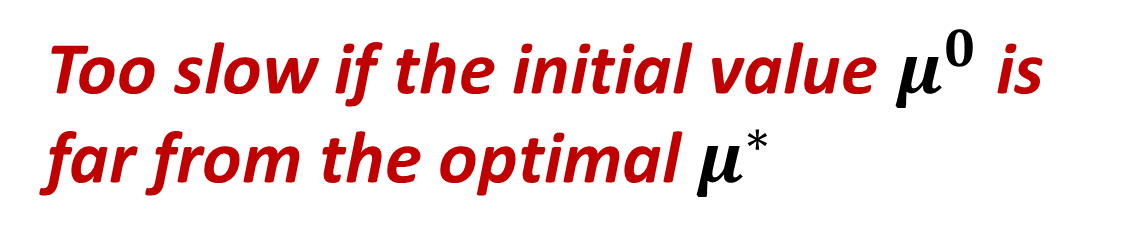 Too slow if the initial value μ⁰ is
far from the optimal μ*